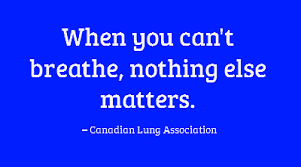 When you can't
breathe, nothing else
matters.
– Canadian Lung Association